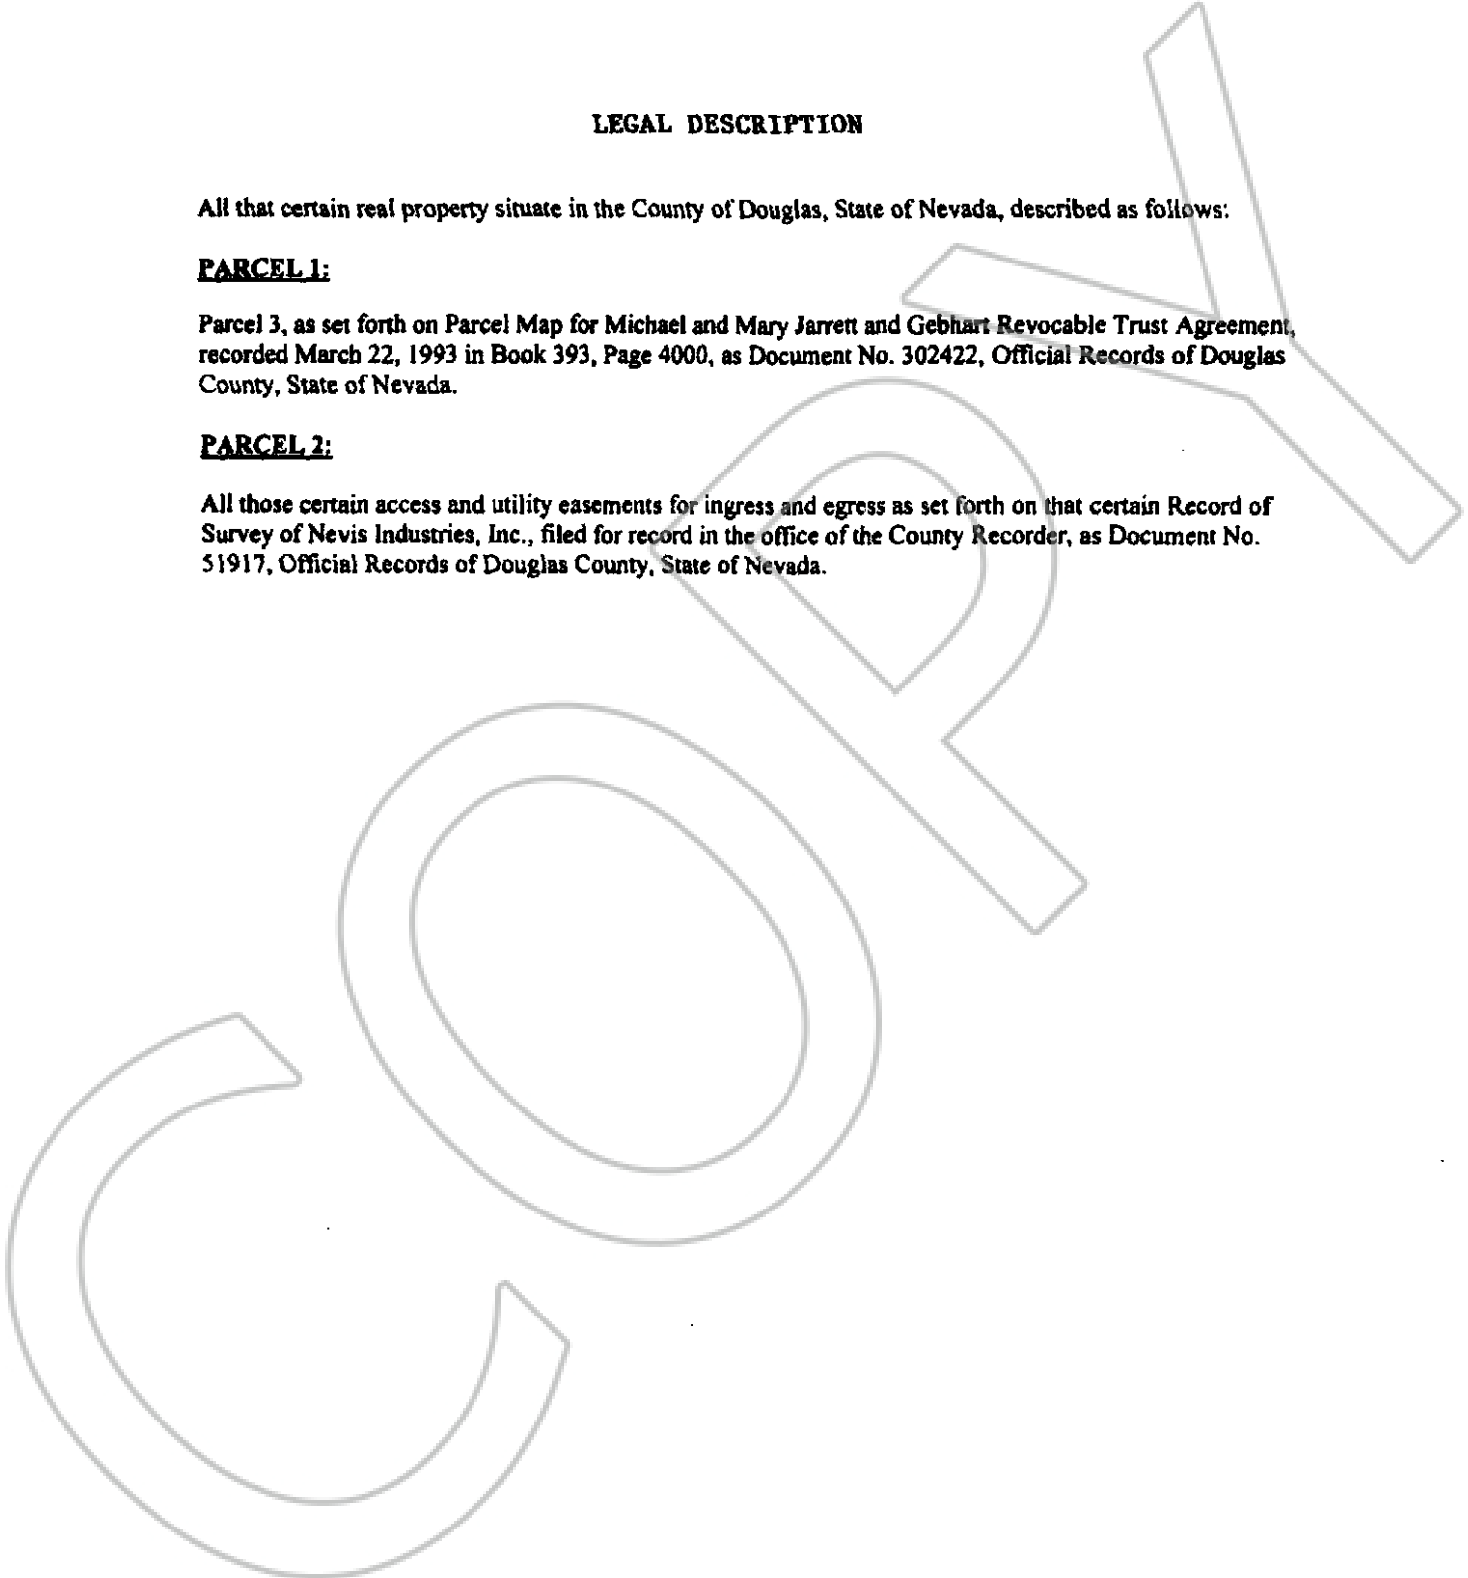 LEGAL DESCRIPTION
All that certain real property situate in the County of Douglas, State of Nevada, described as follows:
PARCEL 1:
Parcel 3, as set forth on Parcel Map for Michael and Mary Jarrett and Gebhart Revocable Trust Agreement,
recorded March 22, 1993 in Book 393, Page 4000, as Document No. 302422, Official Records of Douglas
County, State of Nevada.
PARCEL 2:
All those certain access and utility easements for ingress and egress as set forth on that certain Record of
Survey of Nevis Industries, Inc., filed for record in the office of the County Recorder, as Document No.
51917, Official Records of Douglas County, State of Nevada.
COPY